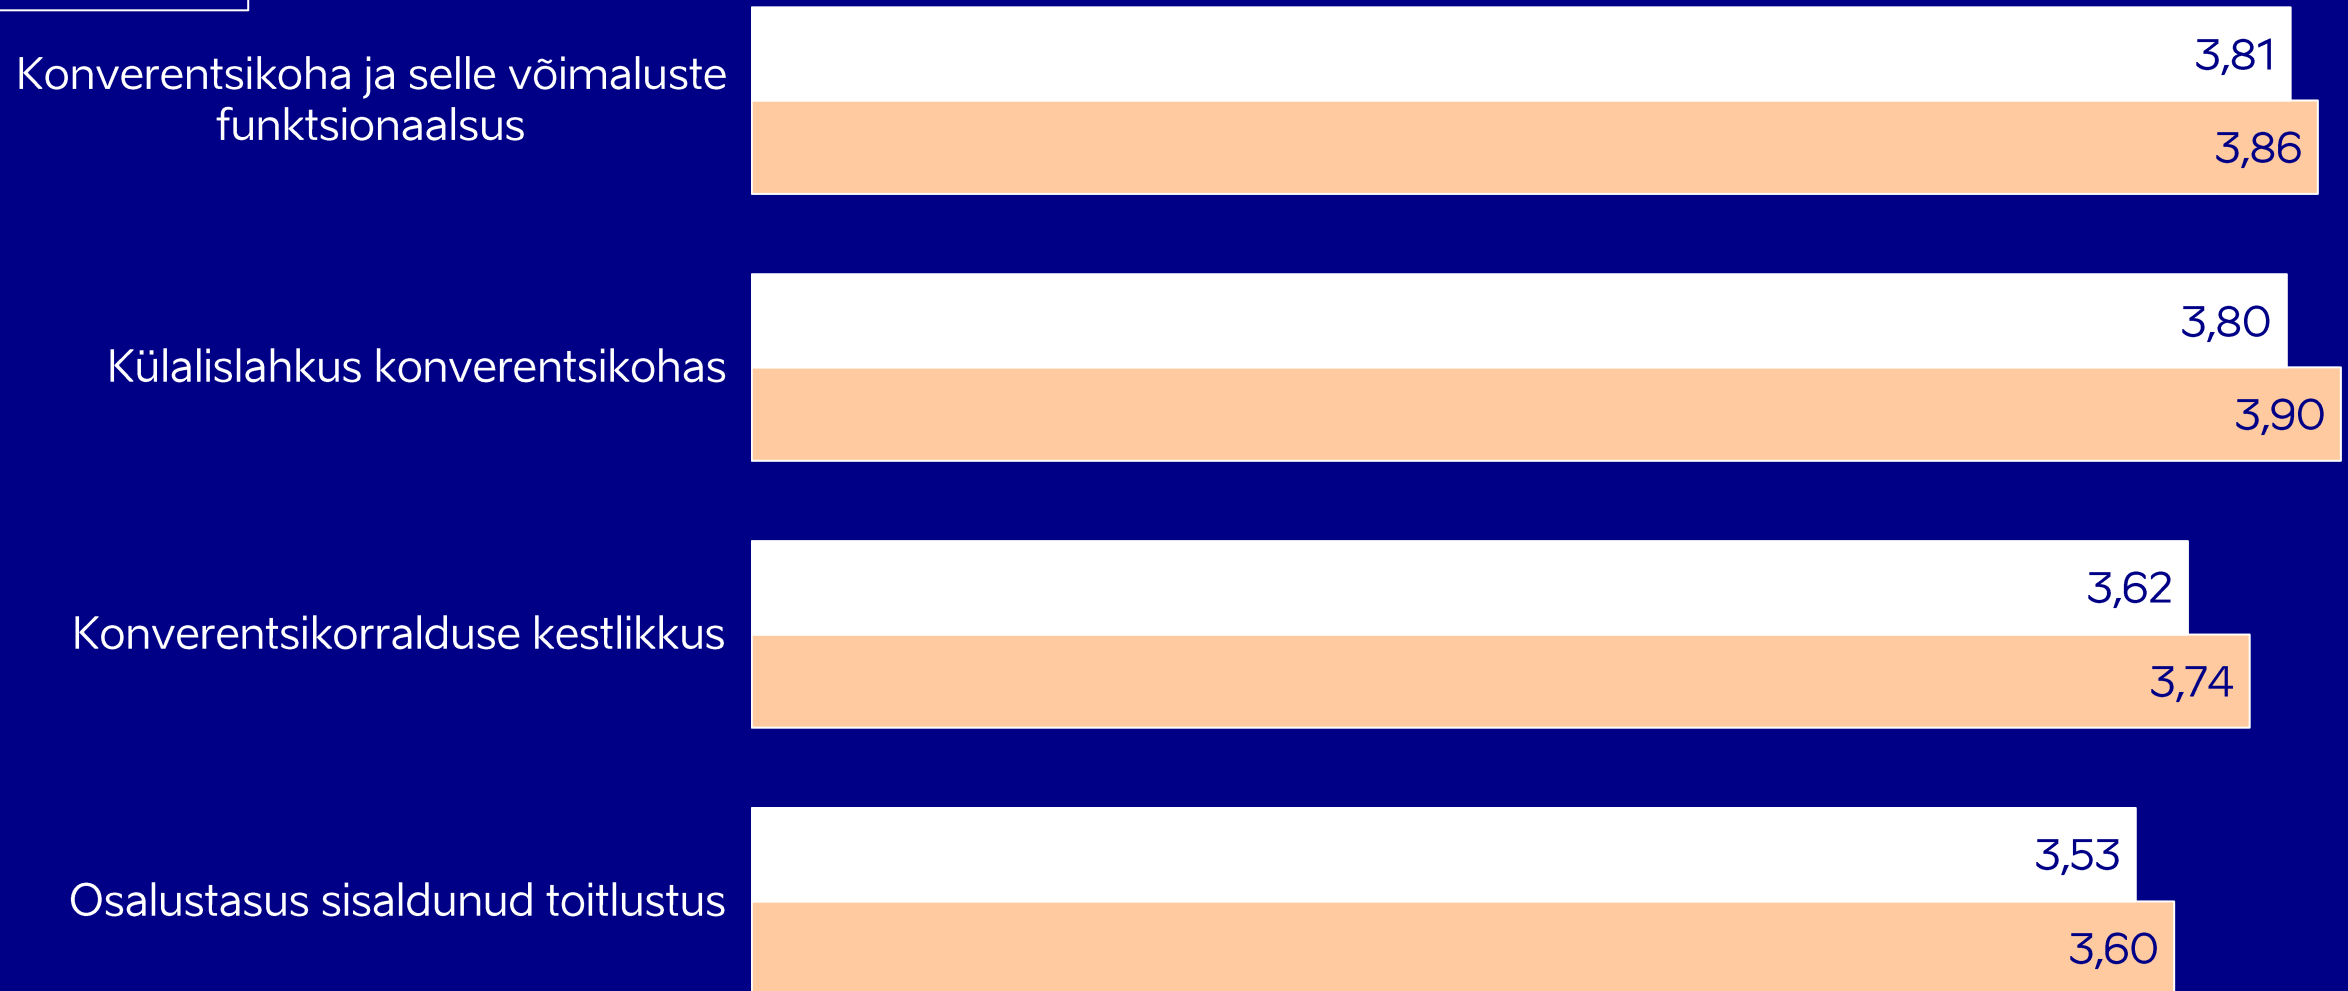 3,81
Konverentsikoha ja selle võimaluste
funktsionaalsus
3,86
3,80
Külalislahkus konverentsikohas
3,90
3,62
Konverentsikorralduse kestlikkus
3,74
3,53
Osalustasus sisaldunud toitlustus
3,60